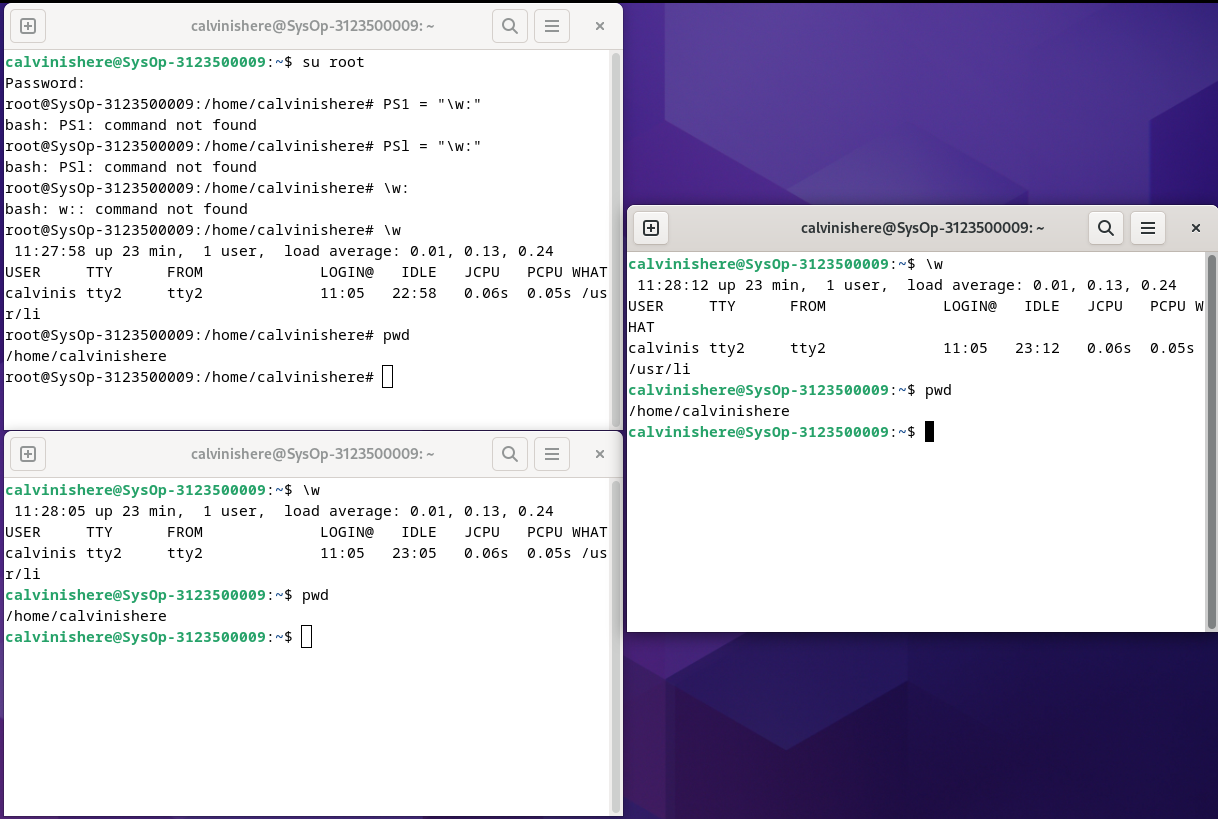 calvinishere@SysOp-3123500009: ~
calvinishere@SysOp-3123500009:~$ su root
Password:
root@SysOp-3123500009:/home/calvinishere# PS1 = "\w:"
bash: PS1: command not found
root@SysOp-3123500009:/home/calvinishere# PSl = "\w:"
bash: PSl: command not found
root@SysOp-3123500009:/home/calvinishere# \w:
bash: w:: command not found
root@SysOp-3123500009:/home/calvinishere# \w
 11:27:58 up 23 min,  1 user,  load average: 0.01, 0.13, 0.24
USER     TTY      FROM             LOGIN@   IDLE   JCPU   PCPU WHAT
calvinis tty2     tty2             11:05   22:58   0.06s  0.05s /us
r/li
root@SysOp-3123500009:/home/calvinishere# pwd
/home/calvinishere
root@SysOp-3123500009:/home/calvinishere#
calvinishere@SysOp-3123500009: ~
calvinishere@SysOp-3123500009:~$ \w
 11:28:05 up 23 min,  1 user,  load average: 0.01, 0.13, 0.24
USER     TTY      FROM             LOGIN@   IDLE   JCPU   PCPU WHAT
calvinis tty2     tty2             11:05   23:05   0.06s  0.05s /us
r/li
calvinishere@SysOp-3123500009:~$ pwd
/home/calvinishere
calvinishere@SysOp-3123500009:~$
calvinishere@SysOp-3123500009: ~
calvinishere@SysOp-3123500009:~$ \w
 11:28:12 up 23 min,  1 user,  load average: 0.01, 0.13, 0.24
USER     TTY      FROM             LOGIN@   IDLE   JCPU   PCPU W
HAT
calvinis tty2     tty2             11:05   23:12   0.06s  0.05s
/usr/li
calvinishere@SysOp-3123500009:~$ pwd
/home/calvinishere
calvinishere@SysOp-3123500009:~$